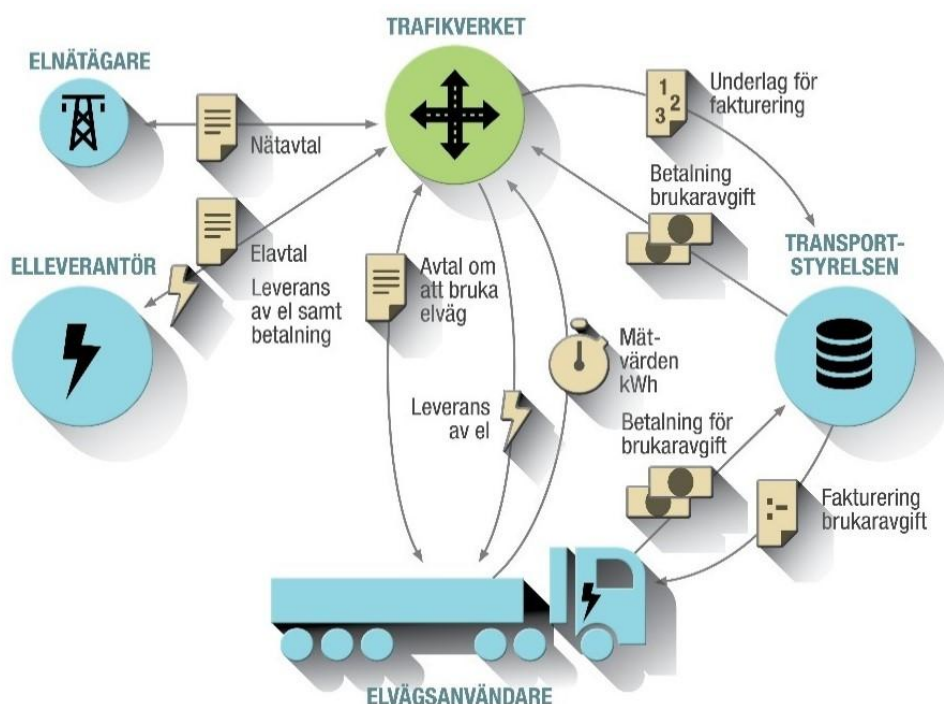 TRAFIKVERKET
ELNÄTÄGARE
Nätavtal
1
2
3
Underlag för
fakturering
Betalning
brukaravgift
ELLEVERANTÖR
Elavtal
Leverans
av el samt
betalning
Avtal om
att bruka
elväg
TRANSPORT-
STYRELSEN
Mät-
värden
kWh
Leverans
av el
Betalning för
brukaravgift
:-
Fakturering
brukaravgift
ELVÄGSANVÄNDARE